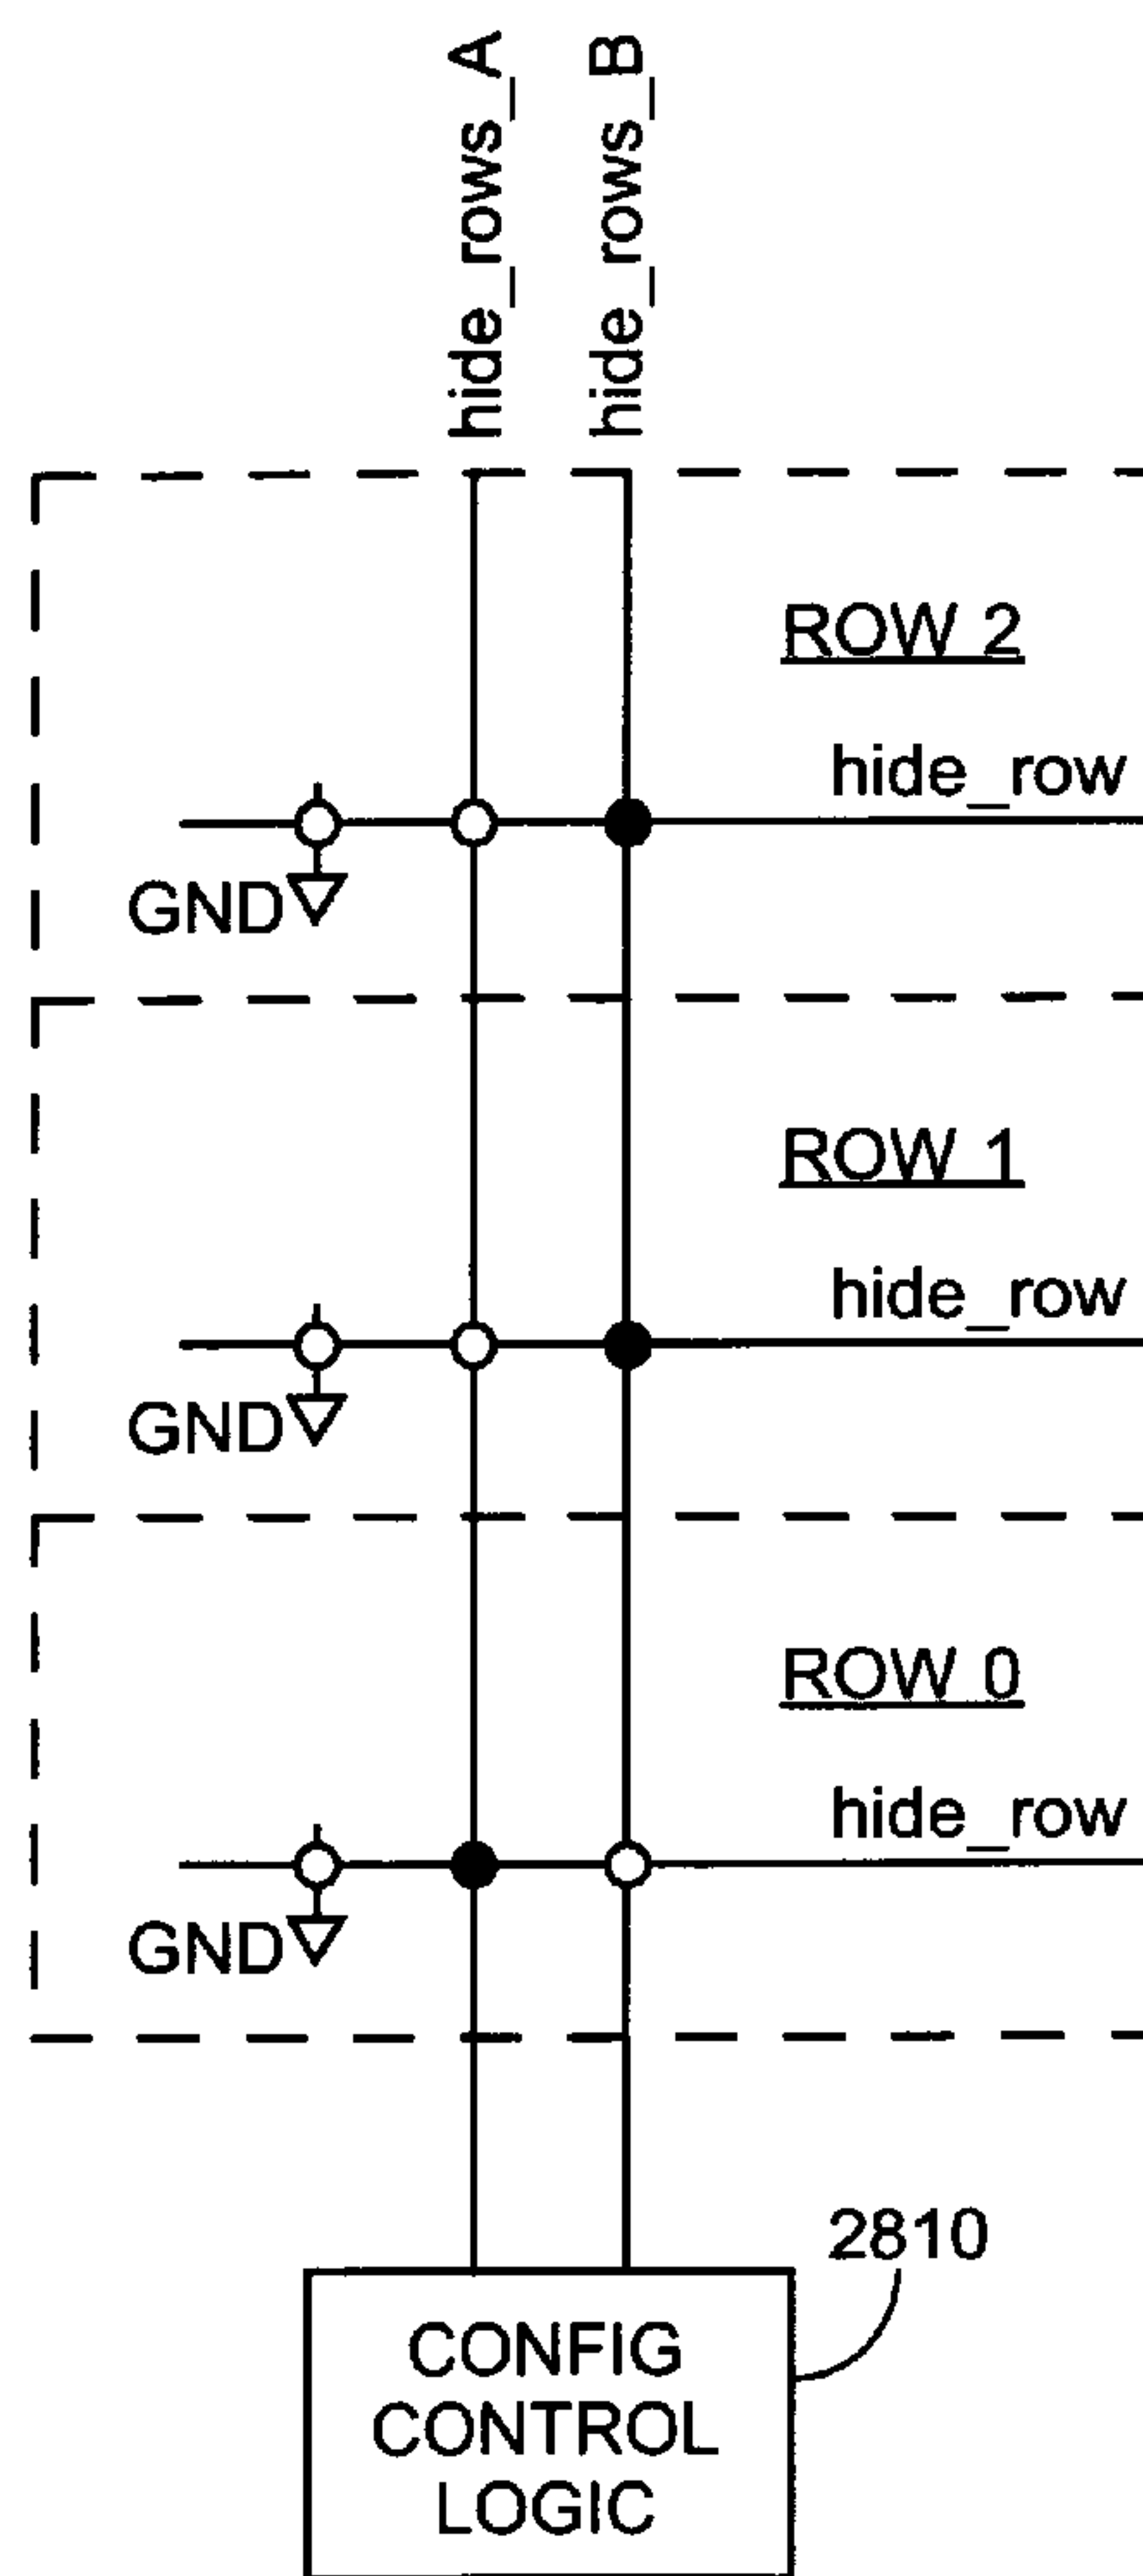 hide_rows_A
hide_rows_B
ROW 2
hide_row
GND
ROW 1
hide_row
GND
ROW 0
hide_row
GND
2810
CONFIG
CONTROL
LOGIC